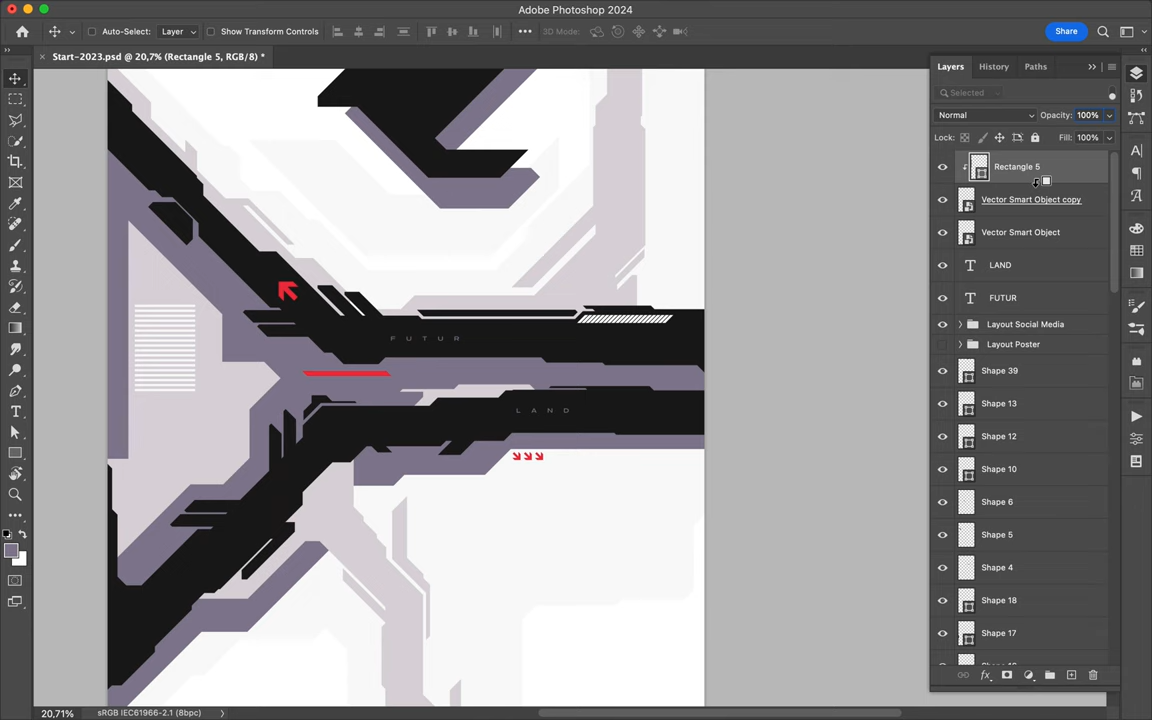 Adobe Photoshop 2024
Auto-Select: Layer Show Transform Controls 3D Mode: Share
Start-2023.psd @ 20,7% (Rectangle 5, RGB/8) *
Layers History Paths
Selected
Normal Opacity: 100%
Lock: Fill: 100%
Rectangle 5
Vector Smart Object copy
Vector Smart Object
T LAND
T FUTUR
Layout Social Media
Layout Poster
Shape 39
Shape 13
Shape 12
Shape 10
Shape 6
Shape 5
Shape 4
Shape 18
Shape 17
FUTUR
LAND
20,71% sRGB IEC61966-2.1 (8bpc)